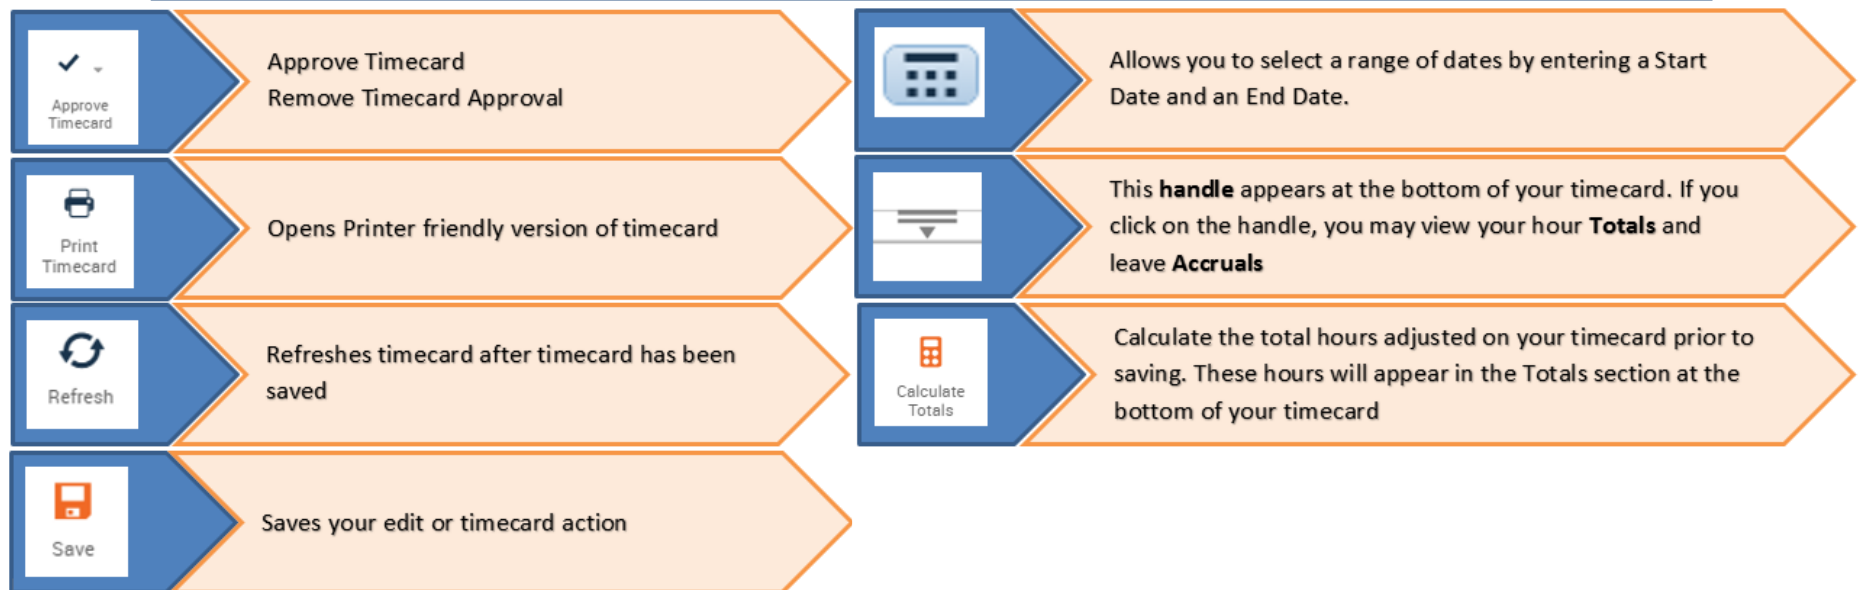 Approve
Timecard
Approve Timecard
Remove Timecard Approval
Print
Timecard
Opens Printer friendly version of timecard
Refresh
Refreshes timecard after timecard has been
saved
Save
Saves your edit or timecard action
Allows you to select a range of dates by entering a Start
Date and an End Date.
This handle appears at the bottom of your timecard. If you
click on the handle, you may view your hour Totals and
leave Accruals
Calculate
Totals
Calculate the total hours adjusted on your timecard prior to
saving. These hours will appear in the Totals section at the
bottom of your timecard